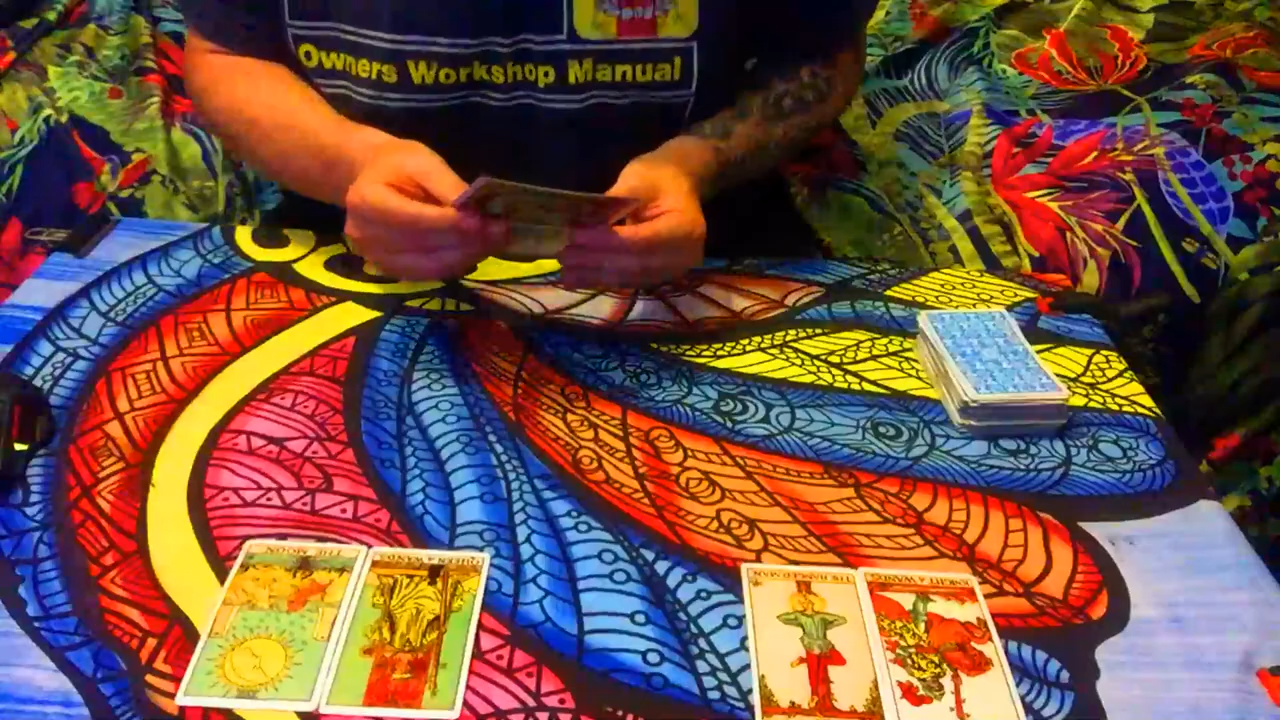 Owners Workshop Manual
THE MOON
QUEEN of WANDS
THE HANGED MAN
KNIGHT of WANDS